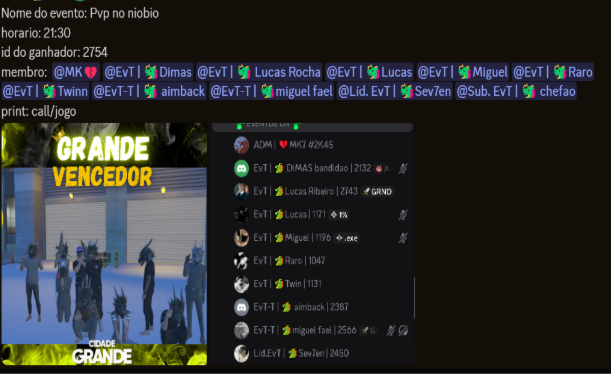 Nome do evento: Pvp no niobio
horario: 21:30
id do ganhador: 2754
membro: @MK💔 @EvT | 🐲Dimas @EvT | 🐲 Lucas Rocha @EvT | 🐲Lucas @EvT | 🐲Miguel @EvT | 🐲Raro
@EvT | 🐲Twinn @EvT-T | 🐲 aimback @EvT-T | 🐲miguel fael @Líd. EvT | 🐲Sev7en @Sub. EvT | 🐲 chefao
print: call/jogo
GRANDE
VENCEDOR
CIDADE
GRANDE
EVENTOS ON
ADM | 💔MK7 #2K45
EvT | 🐲 DIMAS bandidao | 2132
EvT | 🐲Lucas Ribeiro | 2743 GRND
EvT | 🐲Lucas | 1171 1%
EvT | 🐲Miguel | 1196 .exe
EvT | 🐲Raro | 1047
EvT | 🐲Twin | 1131
EvT-T | 🐲 aimback | 2387
EvT-T | 🐲miguel fael | 2566
Lid.EvT | 🐲Sev7en | 2450